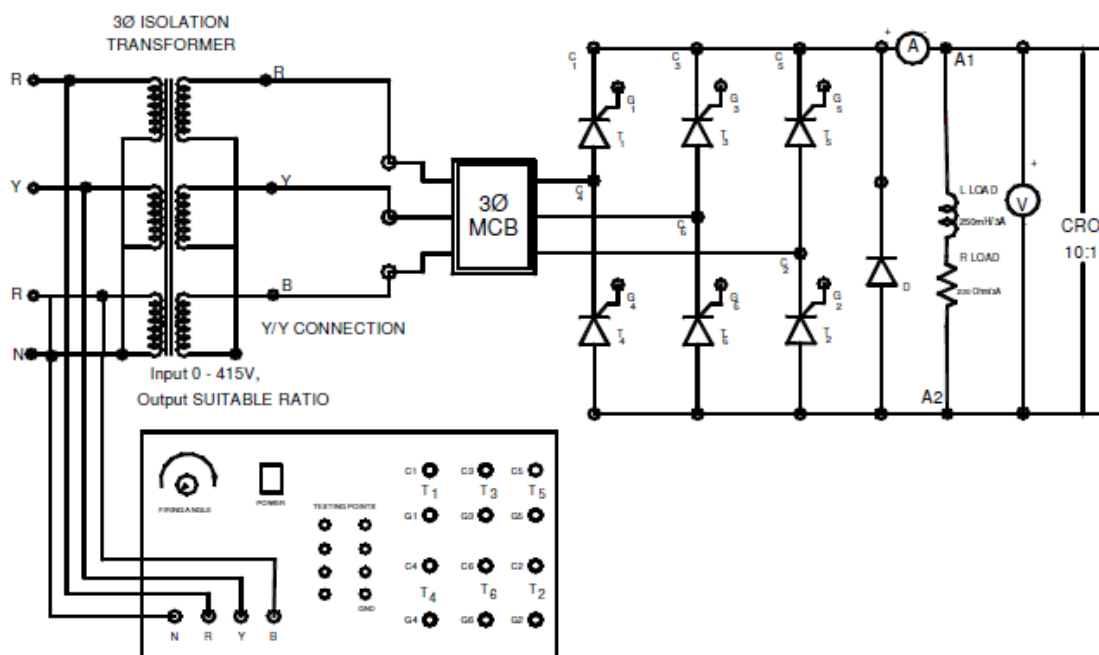 3Ø ISOLATION
TRANSFORMER
R
R
Y
Y
R
B
N
Y/Y CONNECTION
Input 0 - 415V,
Output SUITABLE RATIO
3Ø
MCB
C1
C3
C5
G1
G3
G5
T1
T3
T5
C4
C6
C2
G4
G6
G2
T4
T2
D
+
-
A
A1
A2
L LOAD
250mH/3A
R LOAD
+
V
CRO
10:1
FIRING ANGLE
POWER
TESTING POINTS
GND
N R Y B
C1 C3 C5
T1 T3 T5
G1 G3 G5
C4 C6 C2
T4 T6 T2
G4 G6 G2